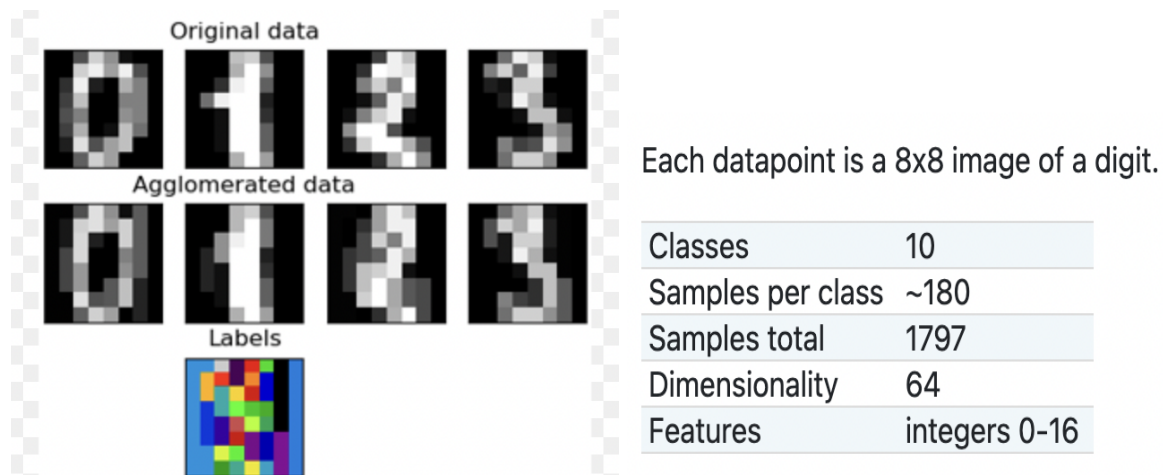 Original data
Agglomerated data
Labels
Each datapoint is a 8x8 image of a digit.
Classes 10
Samples per class ~180
Samples total 1797
Dimensionality 64
Features integers 0-16